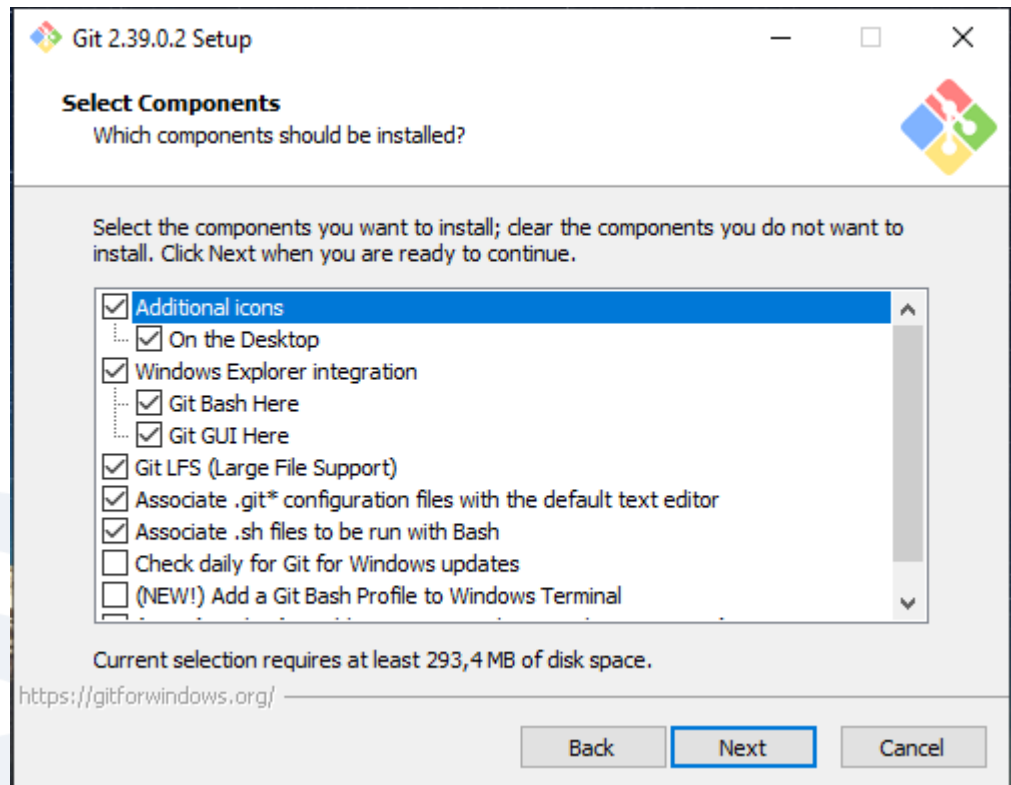 Git 2.39.0.2 Setup
Select Components
Which components should be installed?
Select the components you want to install; clear the components you do not want to
install. Click Next when you are ready to continue.
Additional icons
On the Desktop
Windows Explorer integration
Git Bash Here
Git GUI Here
Git LFS (Large File Support)
Associate .git* configuration files with the default text editor
Associate .sh files to be run with Bash
Check daily for Git for Windows updates
(NEW!) Add a Git Bash Profile to Windows Terminal
Current selection requires at least 293,4 MB of disk space.
https://gitforwindows.org/
Back Next Cancel